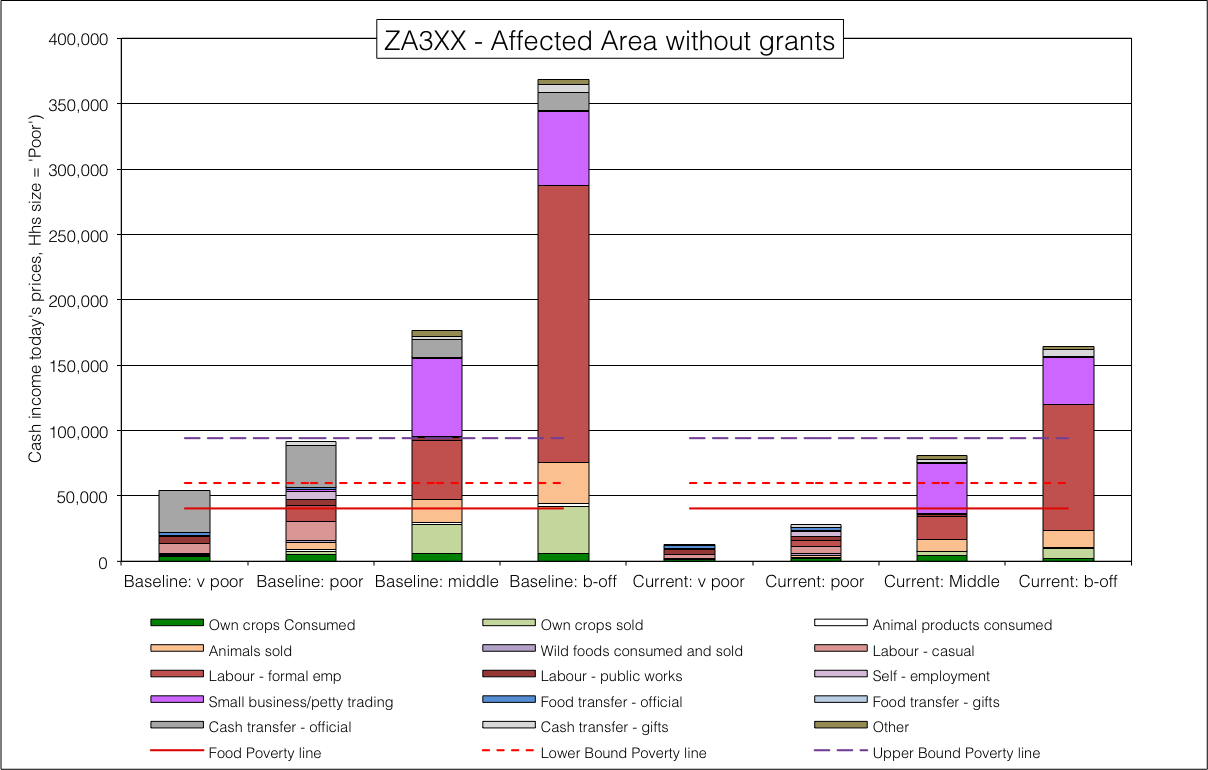 ZA3XX - Affected Area without grants
Cash income today's prices, Hhs size = 'Poor')
400,000
350,000
300,000
250,000
200,000
150,000
100,000
50,000
0
Baseline: v poor Baseline: poor Baseline: middle Baseline: b-off Current: v poor Current: poor Current: Middle Current: b-off
Own crops Consumed Own crops sold Animal products consumed
Animals sold Wild foods consumed and sold Labour - casual
Labour - formal emp Labour - public works Self - employment
Small business/petty trading Food transfer - official Food transfer - gifts
Cash transfer - official Cash transfer - gifts Other
Food Poverty line Lower Bound Poverty line Upper Bound Poverty line